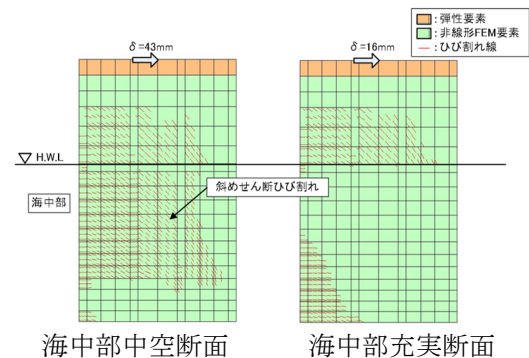 :弾性要素
:非線形FEM要素
:ひび割れ線
δ=43mm
δ=16mm
H.W.L
海中部
斜めせん断ひび割れ
海中部中空断面
海中部充実断面